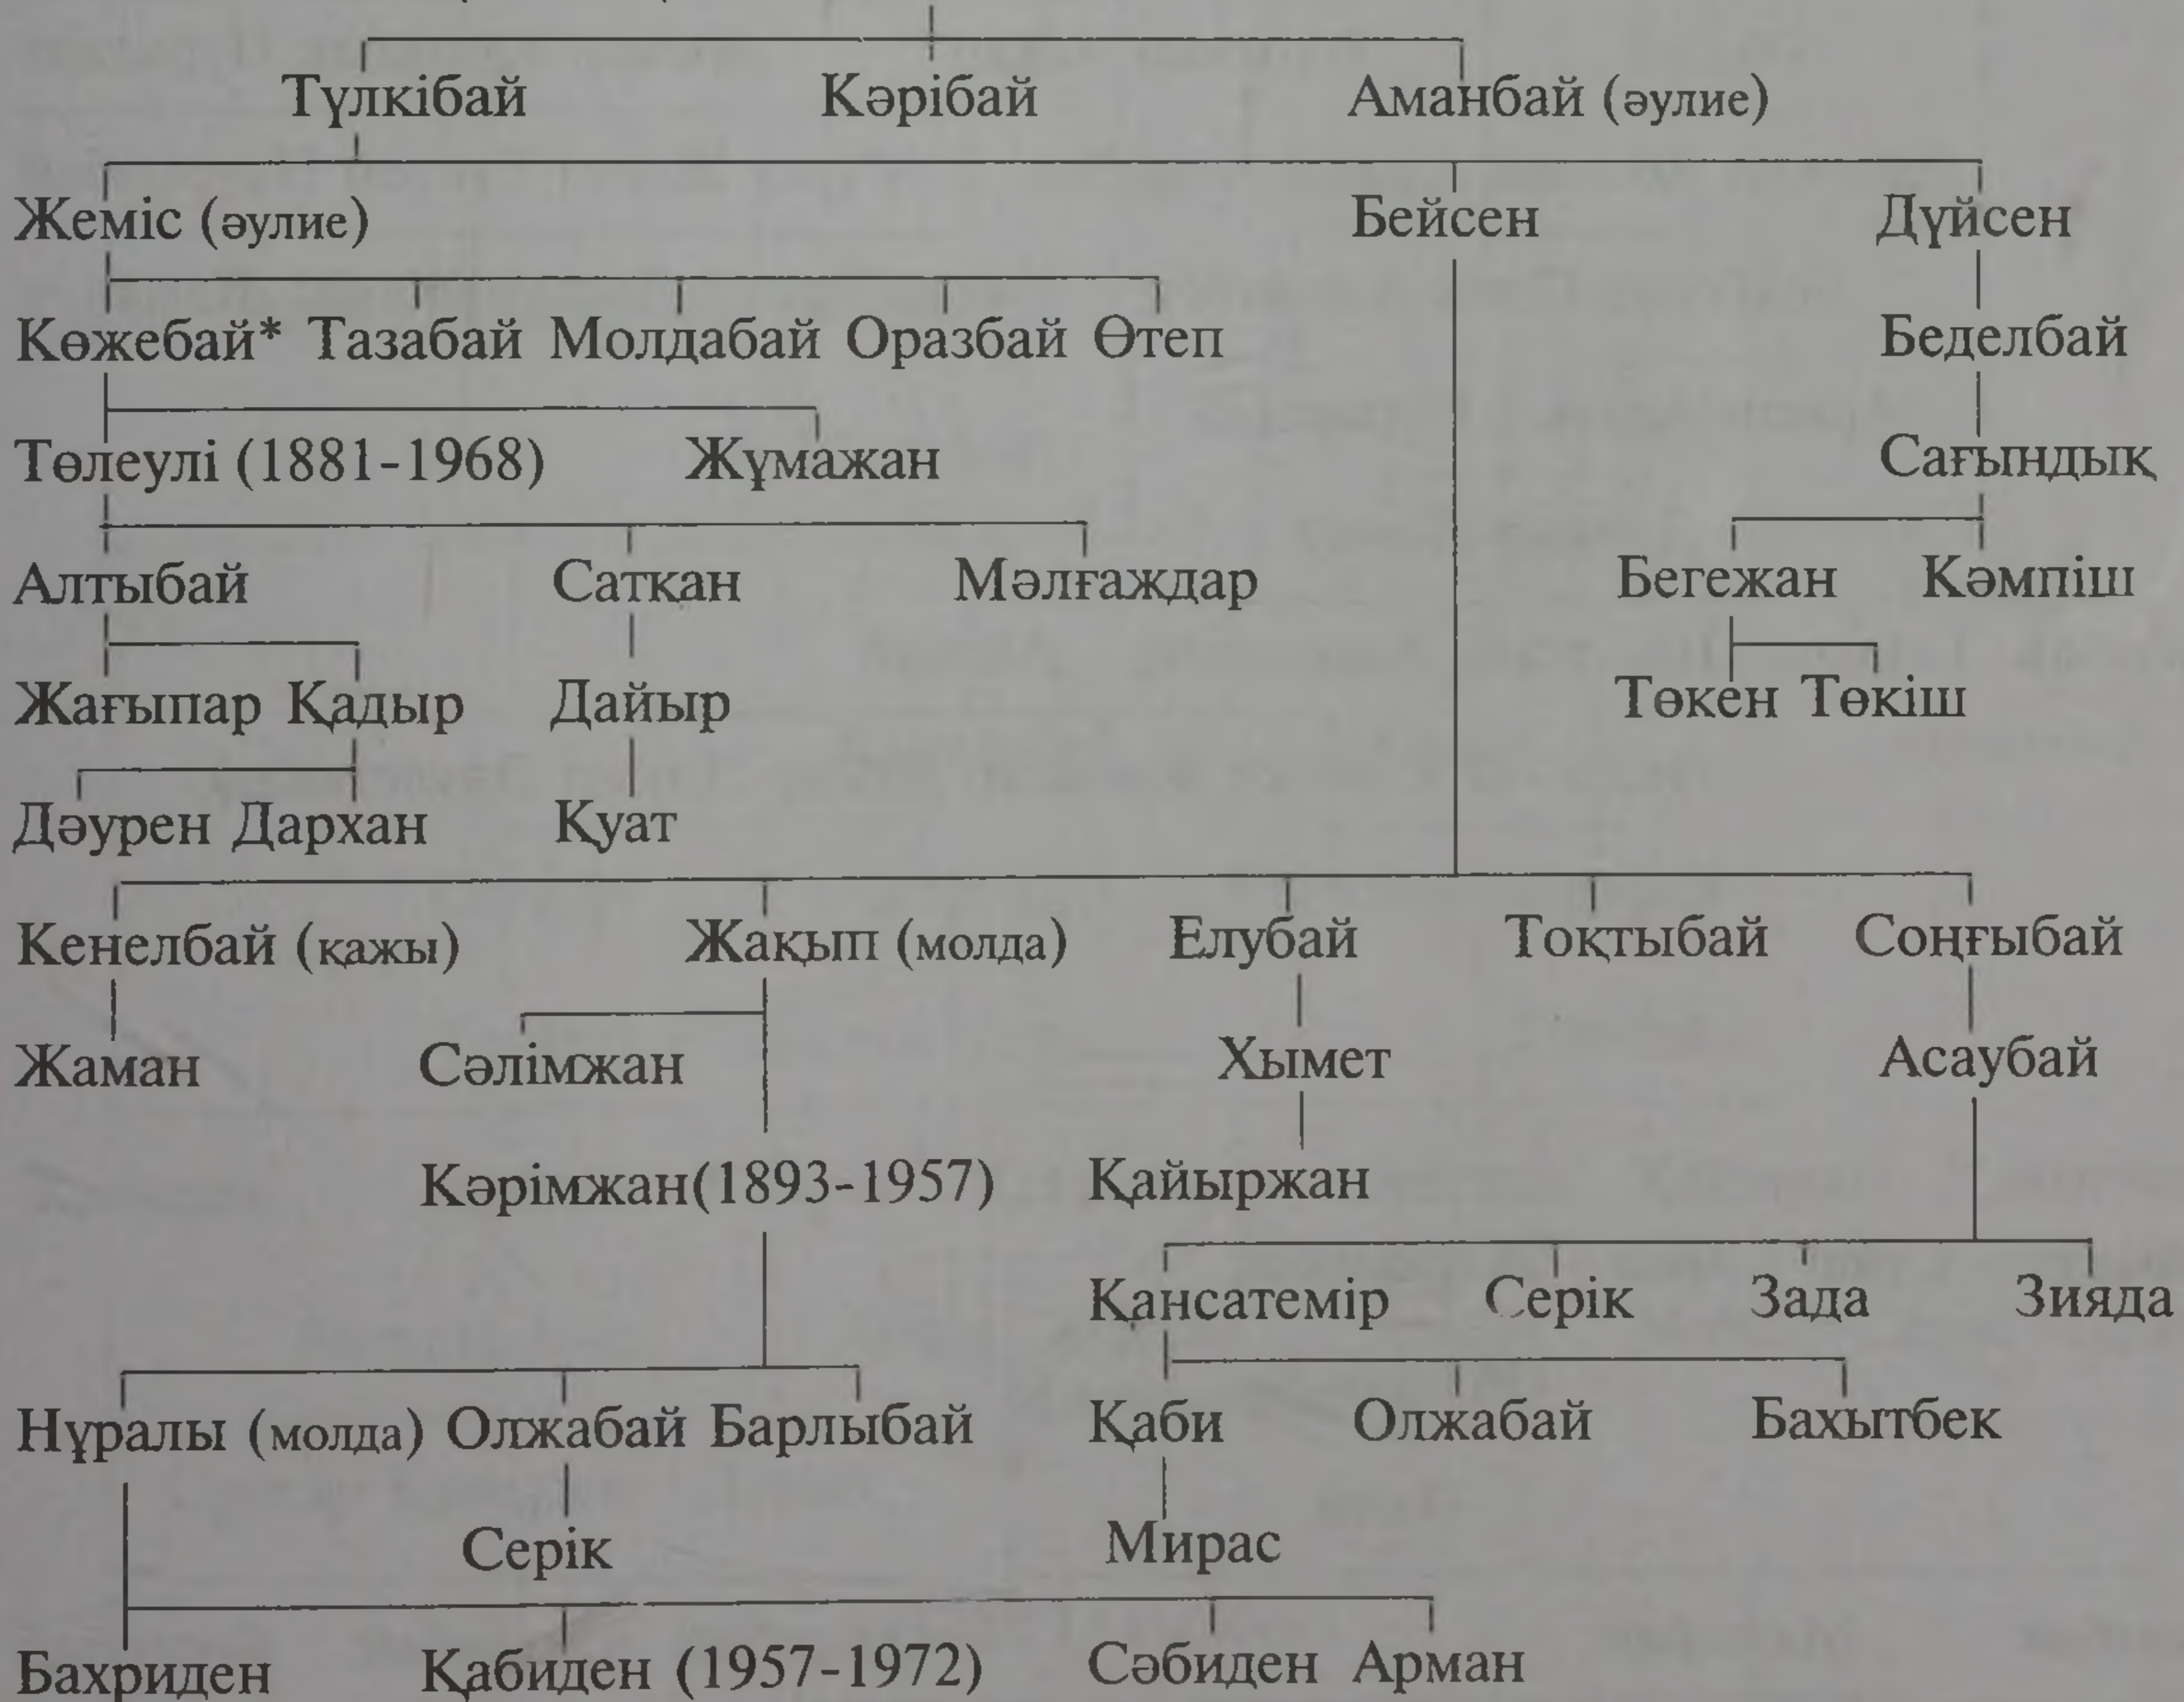 Түлкібай Кәрібай Аманбай (әулие)
Жеміс (әулие) Бейсен Дүйсен
Көжебай* Тазабай Молдабай Оразбай Өтеп Беделбай
Төлеулі (1881-1968) Жұмажан Сағындық
Алтыбай Сатқан Мәлғаждар Бегежан Кәмпіш
Жағыпар Қадыр Дайыр Төкен Төкіш
Дәурен Дархан Қуат
Кенелбай (қажы) Жақып (молда) Елубай Тоқтыбай Соңғыбай
Жаман Сәлімжан Хымет Асаубай
Кәрімжан(1893-1957) Қайыржан
Қансатемір Серік Зада Зияда
Нұралы (молда) Олжабай Барлыбай Қаби Олжабай Бахытбек
Серік Мирас
Бахриден Қабиден (1957-1972) Сәбиден Арман